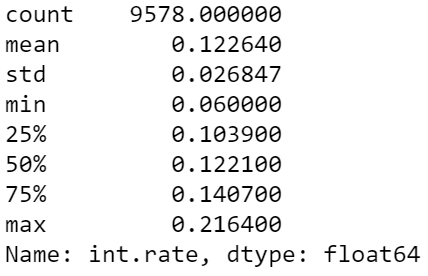 count    9578.000000
mean        0.122640
std         0.026847
min         0.060000
25%         0.103900
50%         0.122100
75%         0.140700
max         0.216400
Name: int.rate, dtype: float64